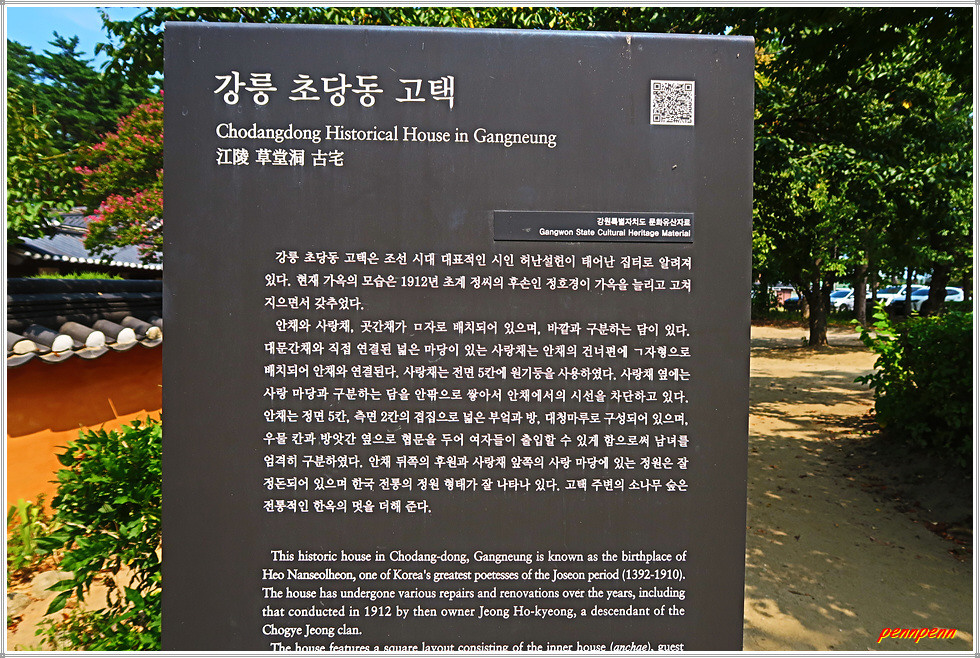 강릉 초당동 고택
Chodangdong Historical House in Gangneung
江陵 草堂洞 古宅
강원특별자치도 문화유산자료
Gangwon State Cultural Heritage Material
강릉 초당동 고택은 조선 시대 대표적인 시인 허난설헌이 태어난 집터로 알려져
있다. 현재 가옥의 모습은 1912년 초계 정씨의 후손인 정호경이 가옥을 늘리고 고쳐
지으면서 갖추었다.
안채와 사랑채, 곳간채가 ㅁ자로 배치되어 있으며, 바깥과 구분하는 담이 있다.
대문간채와 직접 연결된 넓은 마당이 있는 사랑채는 안채의 건너편에 ㄱ자형으로
배치되어 안채와 연결된다. 사랑채는 전면 5칸에 원기둥을 사용하였다. 사랑채 옆에는
사랑 마당과 구분하는 담을 안팎으로 쌓아서 안채에서의 시선을 차단하고 있다.
안채는 정면 5칸, 측면 2칸의 겹집으로 넓은 부엌과 방, 대청마루로 구성되어 있으며,
우물 칸과 방앗간 옆으로 협문을 두어 여자들이 출입할 수 있게 함으로써 남녀를
엄격히 구분하였다. 안채 뒤쪽의 후원과 사랑채 앞쪽의 사랑 마당에 있는 정원은 잘
정돈되어 있으며 한국 전통의 정원 형태가 잘 나타나 있다. 고택 주변의 소나무 숲은
전통적인 한옥의 멋을 더해 준다.
This historic house in Chodang-dong, Gangneung is known as the birthplace of
Heo Nanseolheon, one of Korea's greatest poetesses of the Joseon period (1392-1910).
The house has undergone various repairs and renovations over the years, including
that conducted in 1912 by then owner Jeong Ho-kyeong, a descendant of the
Chogye Jeong clan.
The house features a square layout consisting of the inner house (anchae), guest
pennpenn